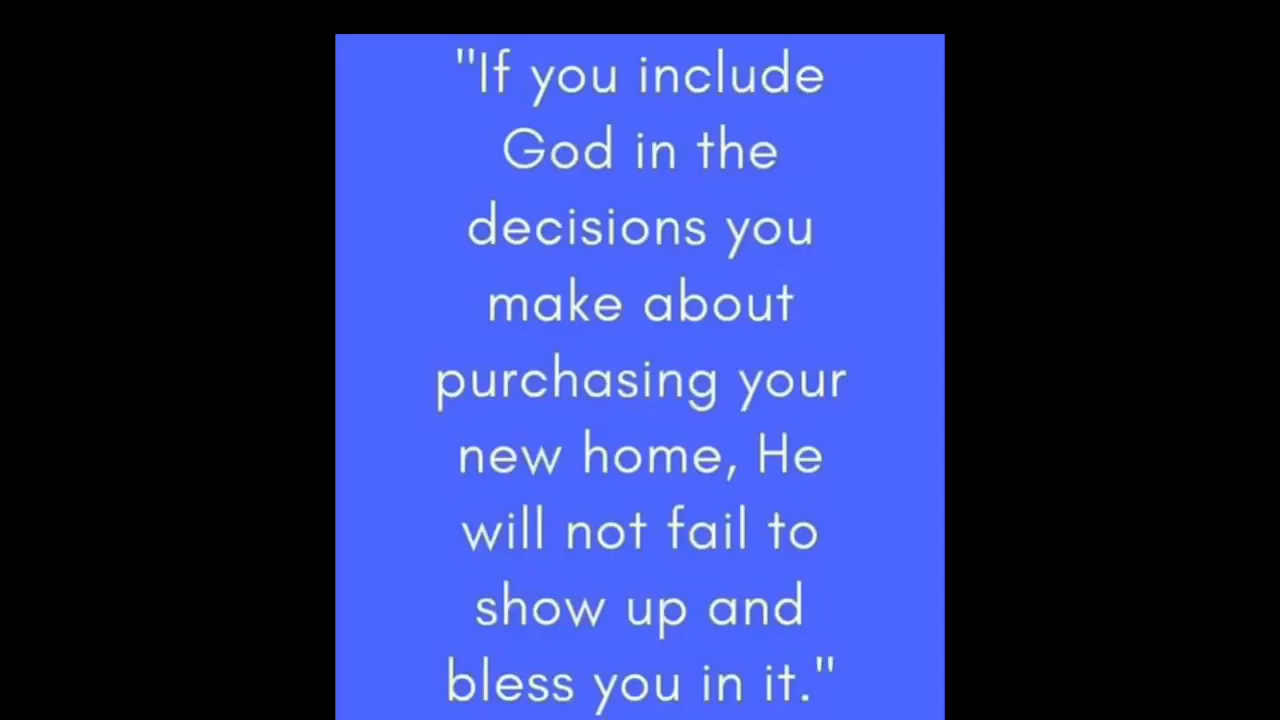 "If you include
God in the
decisions you
make about
purchasing your
new home, He
will not fail to
show up and
bless you in it."